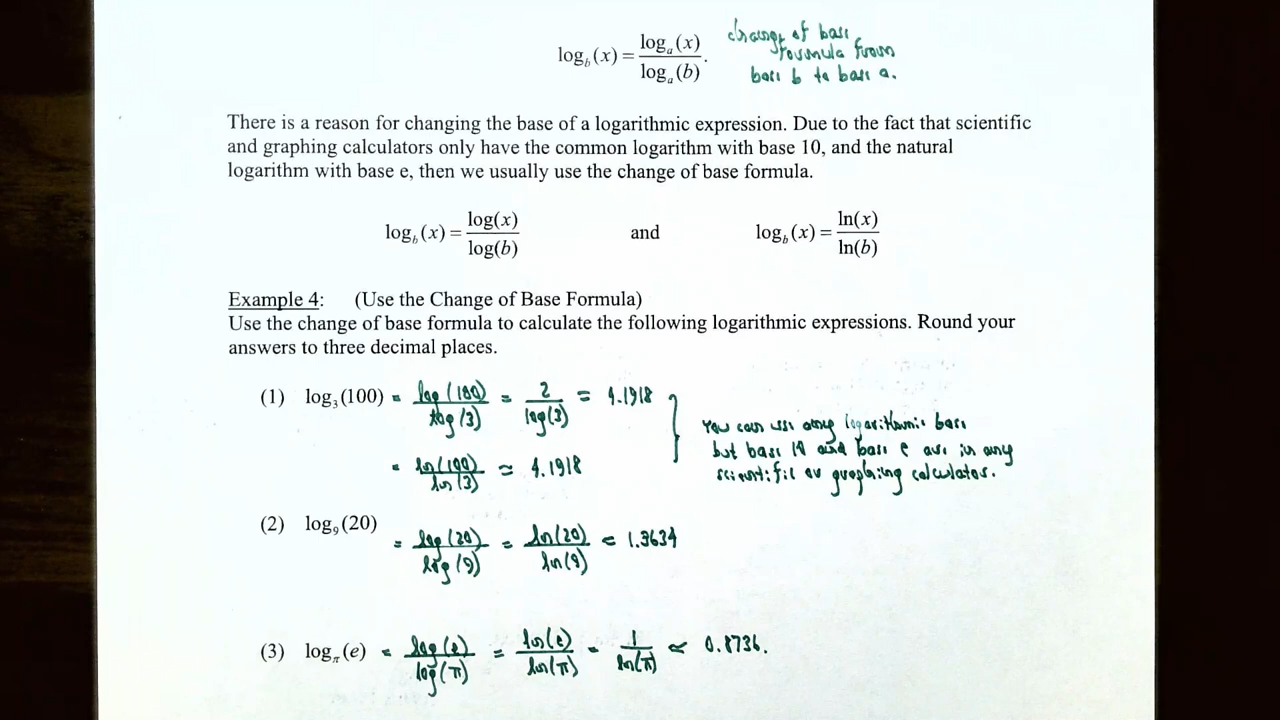 log_b(x) = log_a(x) / log_a(b). change of base formula from base b to base a.
There is a reason for changing the base of a logarithmic expression. Due to the fact that scientific
and graphing calculators only have the common logarithm with base 10, and the natural
logarithm with base e, then we usually use the change of base formula.
log_b(x) = log(x) / log(b) and log_b(x) = ln(x) / ln(b)
Example 4: (Use the Change of Base Formula)
Use the change of base formula to calculate the following logarithmic expressions. Round your
answers to three decimal places.
(1) log_3(100) = log(100) / log(3) = 2 / log(3) ≈ 4.1918
= ln(100) / ln(3) ≈ 4.1918
You can use any logarithmic base
but base 10 and base e are in any
scientific or graphing calculator.
(2) log_9(20) = log(20) / log(9) = ln(20) / ln(9) ≈ 1.3634
(3) log_π(e) = log(e) / log(π) = ln(e) / ln(π) = 1 / ln(π) ≈ 0.8736.